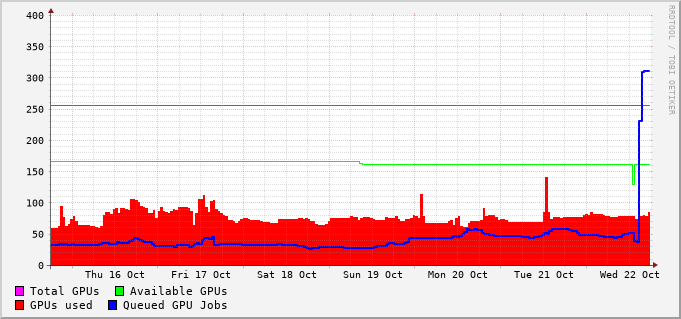 400
350
300
250
200
150
100
50
0
Thu 16 Oct Fri 17 Oct Sat 18 Oct Sun 19 Oct Mon 20 Oct Tue 21 Oct Wed 22 Oct
Total GPUs Available GPUs
GPUs used Queued GPU Jobs
RRDTOOL / TOBI OETIKER